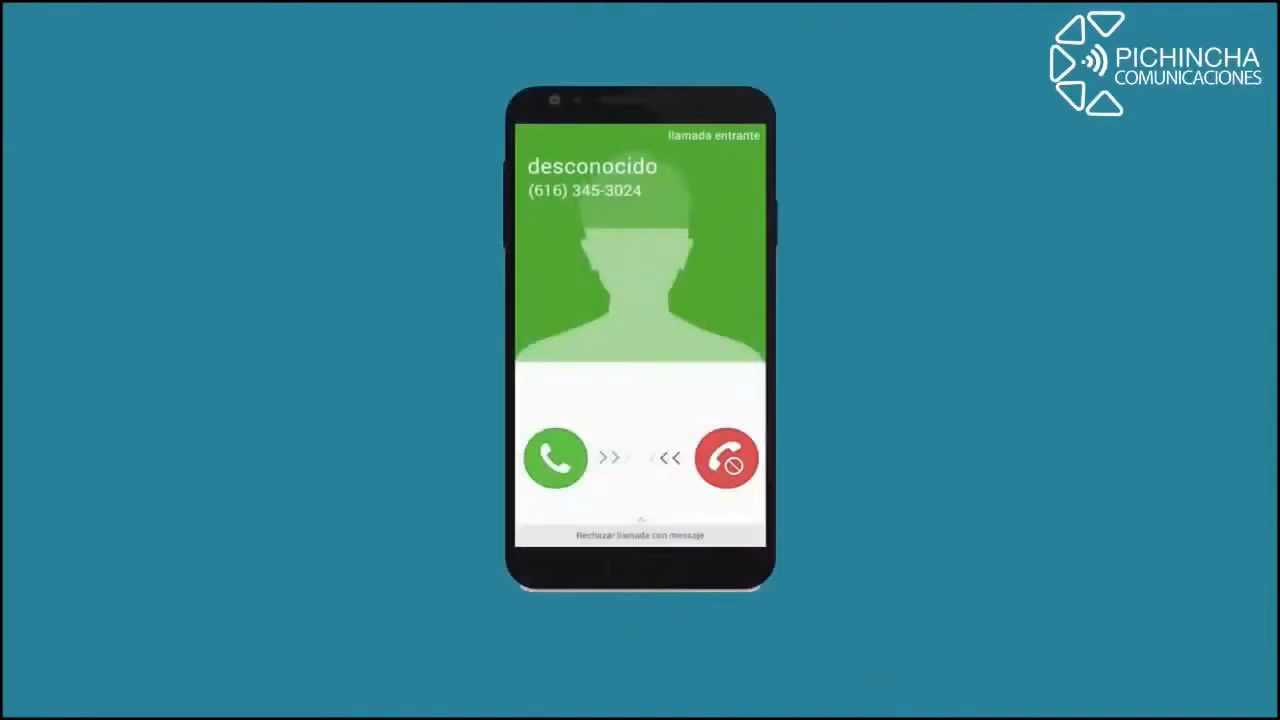 PICHINCHA
COMUNICACIONES
llamada entrante
desconocido
(616) 345-3024
Rechazar llamada con mensaje